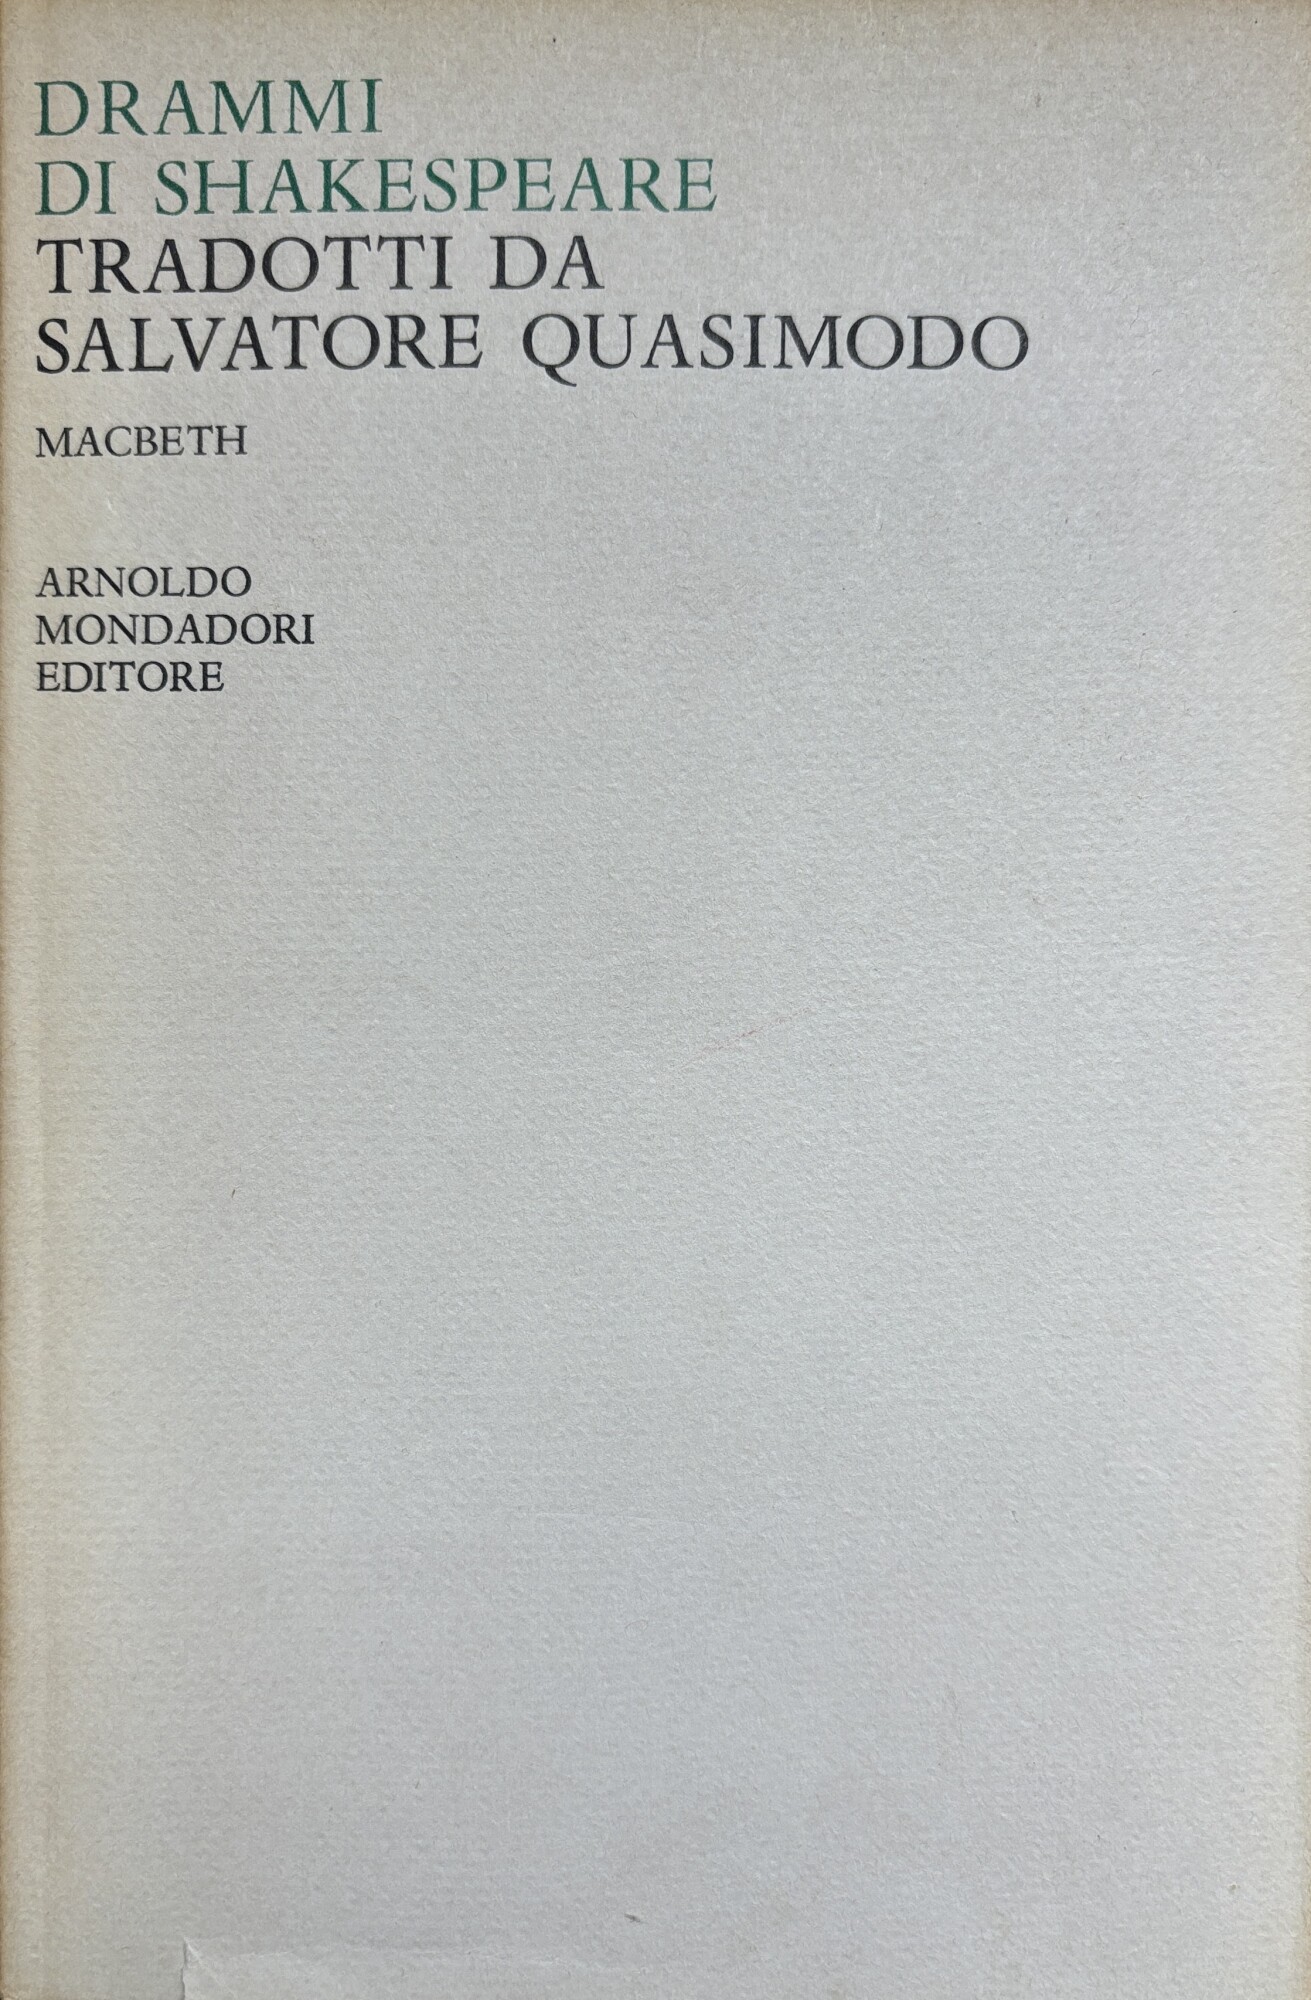 DRAMMI
DI SHAKESPEARE
TRADOTTI DA
SALVATORE QUASIMODO
MACBETH
ARNOLDO
MONDADORI
EDITORE